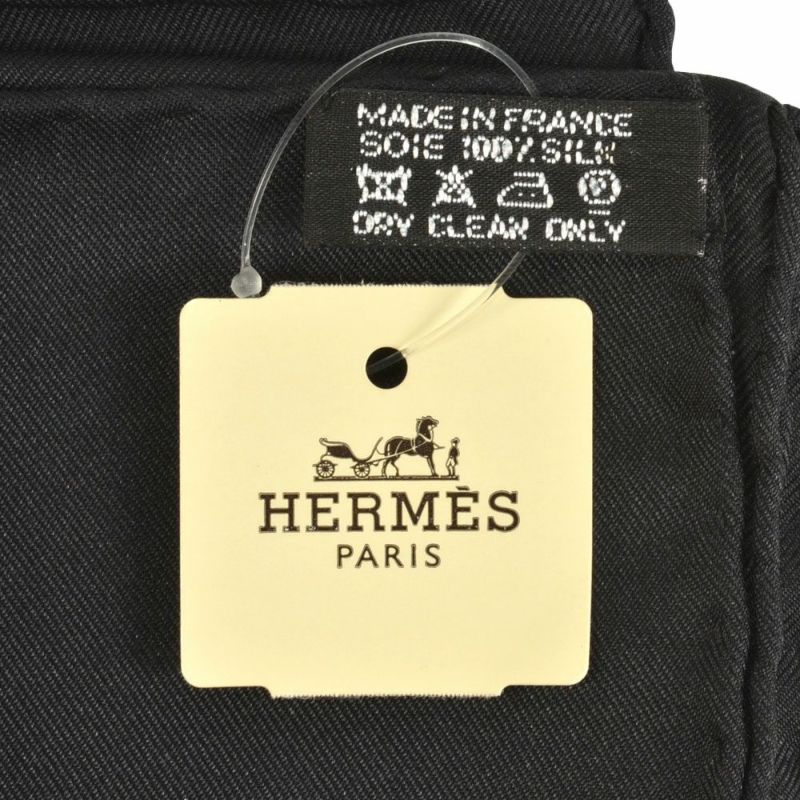 MADE IN FRANCE
SOIE 100% SILK
DRY CLEAN ONLY
HERMÈS
PARIS